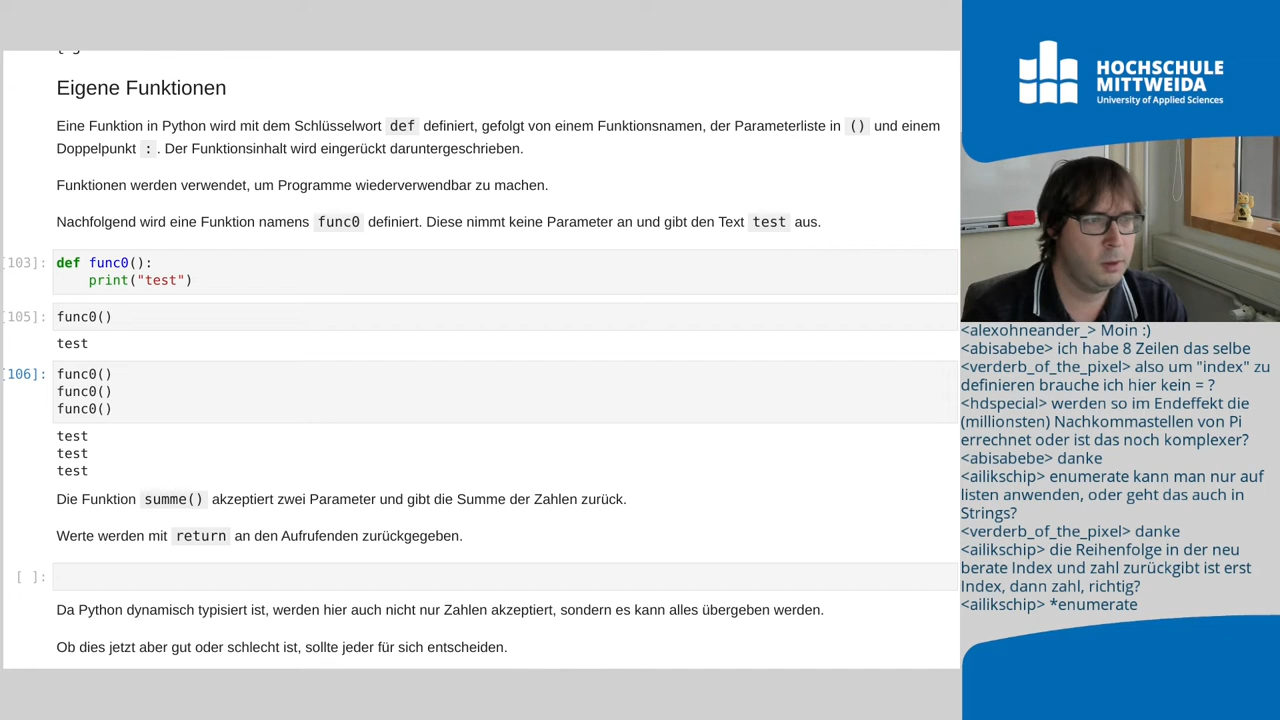 Eigene Funktionen
Eine Funktion in Python wird mit dem Schlüsselwort def definiert, gefolgt von einem Funktionsnamen, der Parameterliste in () und einem
Doppelpunkt : . Der Funktionsinhalt wird eingerückt daruntergeschrieben.
Funktionen werden verwendet, um Programme wiederverwendbar zu machen.
Nachfolgend wird eine Funktion namens func0 definiert. Diese nimmt keine Parameter an und gibt den Text test aus.
[103]: def func0():
print("test")
[105]: func0()
test
[106]: func0()
func0()
func0()
test
test
test
Die Funktion summe() akzeptiert zwei Parameter und gibt die Summe der Zahlen zurück.
Werte werden mit return an den Aufrufenden zurückgegeben.
[ ]:
Da Python dynamisch typisiert ist, werden hier auch nicht nur Zahlen akzeptiert, sondern es kann alles übergeben werden.
Ob dies jetzt aber gut oder schlecht ist, sollte jeder für sich entscheiden.
HOCHSCHULE
MITTWEIDA
University of Applied Sciences
<alexohneander_> Moin :)
<abisabebe> ich habe 8 Zeilen das selbe
<verderb_of_the_pixel> also um "index" zu
definieren brauche ich hier kein = ?
<hdspecial> werden so im Endeffekt die
(millionsten) Nachkommastellen von Pi
errechnet oder ist das noch komplexer?
<abisabebe> danke
<ailikschip> enumerate kann man nur auf
listen anwenden, oder geht das auch in
Strings?
<verderb_of_the_pixel> danke
<ailikschip> die Reihenfolge in der neu
berate Index und zahl zurückgibt ist erst
Index, dann zahl, richtig?
<ailikschip> *enumerate